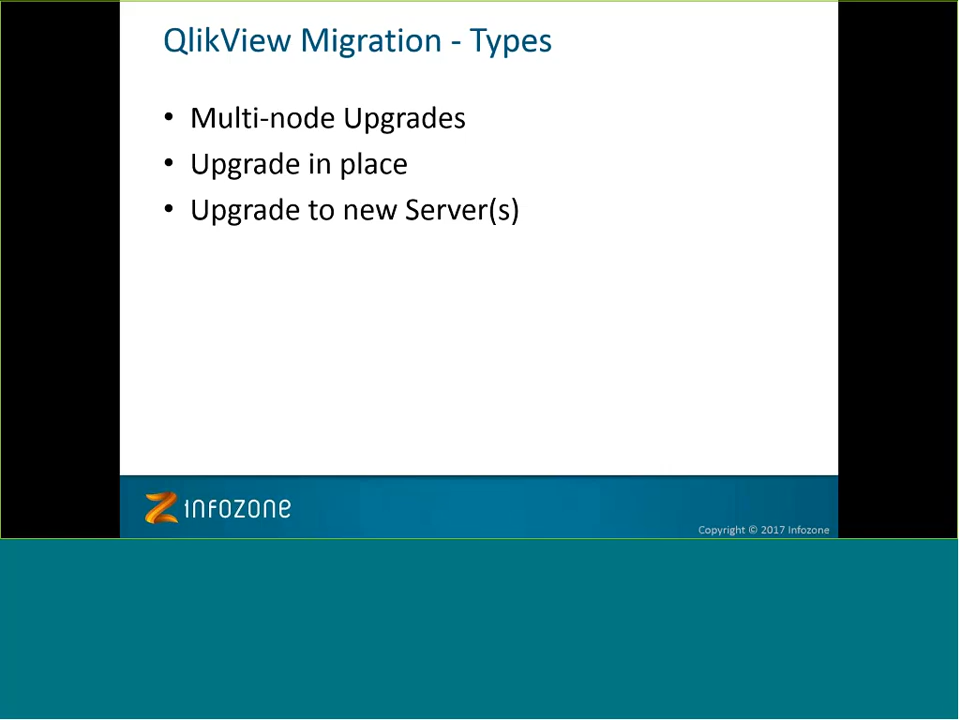 QlikView Migration - Types
• Multi-node Upgrades
• Upgrade in place
• Upgrade to new Server(s)
infozone
Copyright © 2017 Infozone